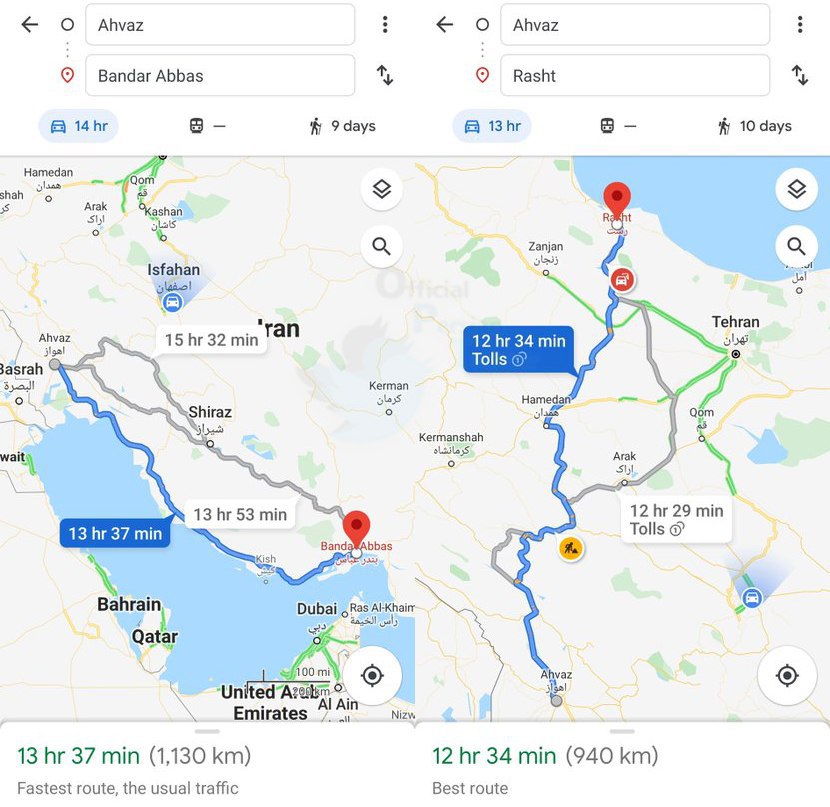 Ahvaz
Bandar Abbas
14 hr
—
9 days
Hamedan
همدان
Qom
قم
Arak
اراک
Kashan
کاشان
Isfahan
اصفهان
Iran
Ahvaz
اهواز
15 hr 32 min
Basrah
البصرة
Kerman
کرمان
Shiraz
شیراز
13 hr 53 min
13 hr 37 min
Bandar Abbas
بندر عباس
Kish
کیش
Bahrain
Qatar
Dubai
دبي
Ras Al-Khaim
رأس الخيمة
100 mi
200 km
United Arab
Emirates
Al Ain
Nizw
13 hr 37 min (1,130 km)
Fastest route, the usual traffic
Ahvaz
Rasht
13 hr
—
10 days
Rasht
رشت
Zanjan
زنجان
آمل
Tehran
تهران
12 hr 34 min
Tolls
Hamedan
همدان
Qom
قم
Kermanshah
کرمانشاه
Arak
اراک
12 hr 29 min
Tolls
Ahvaz
اهواز
12 hr 34 min (940 km)
Best route